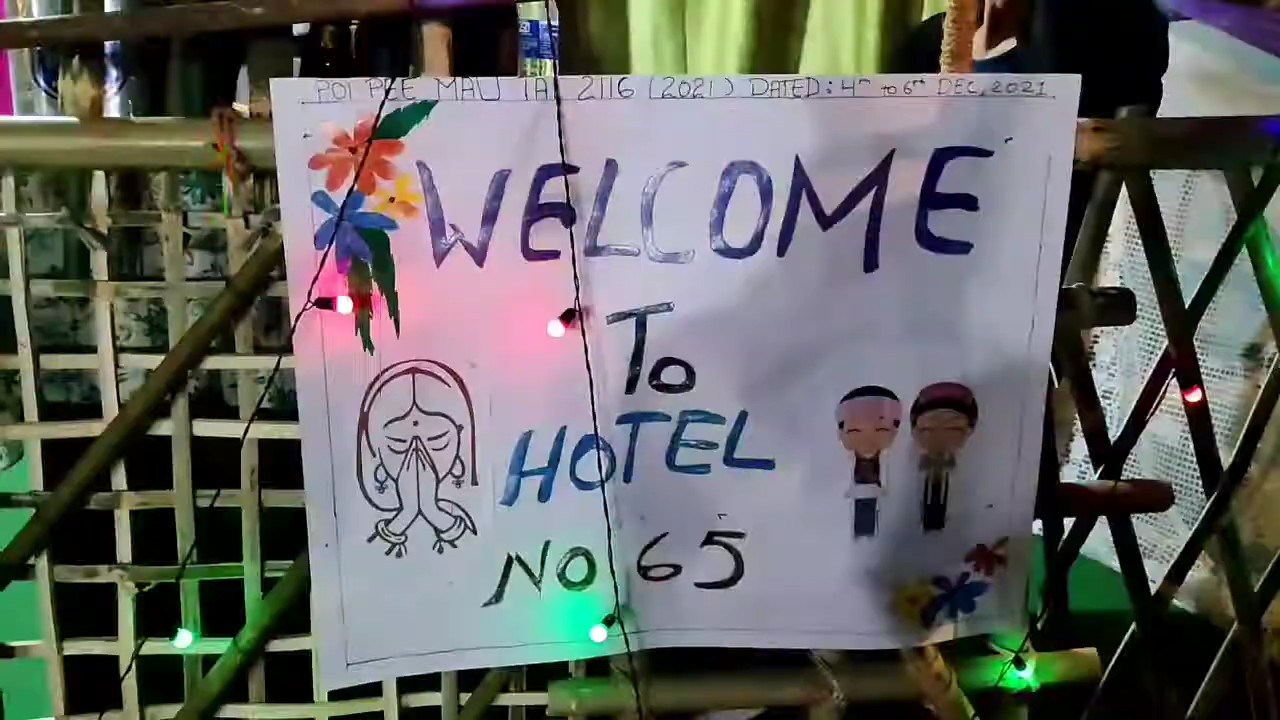 POI PEE MAU TAI 2116 (2021) DATED: 4th to 6th DEC, 2021
WELCOME
To
HOTEL
No 65